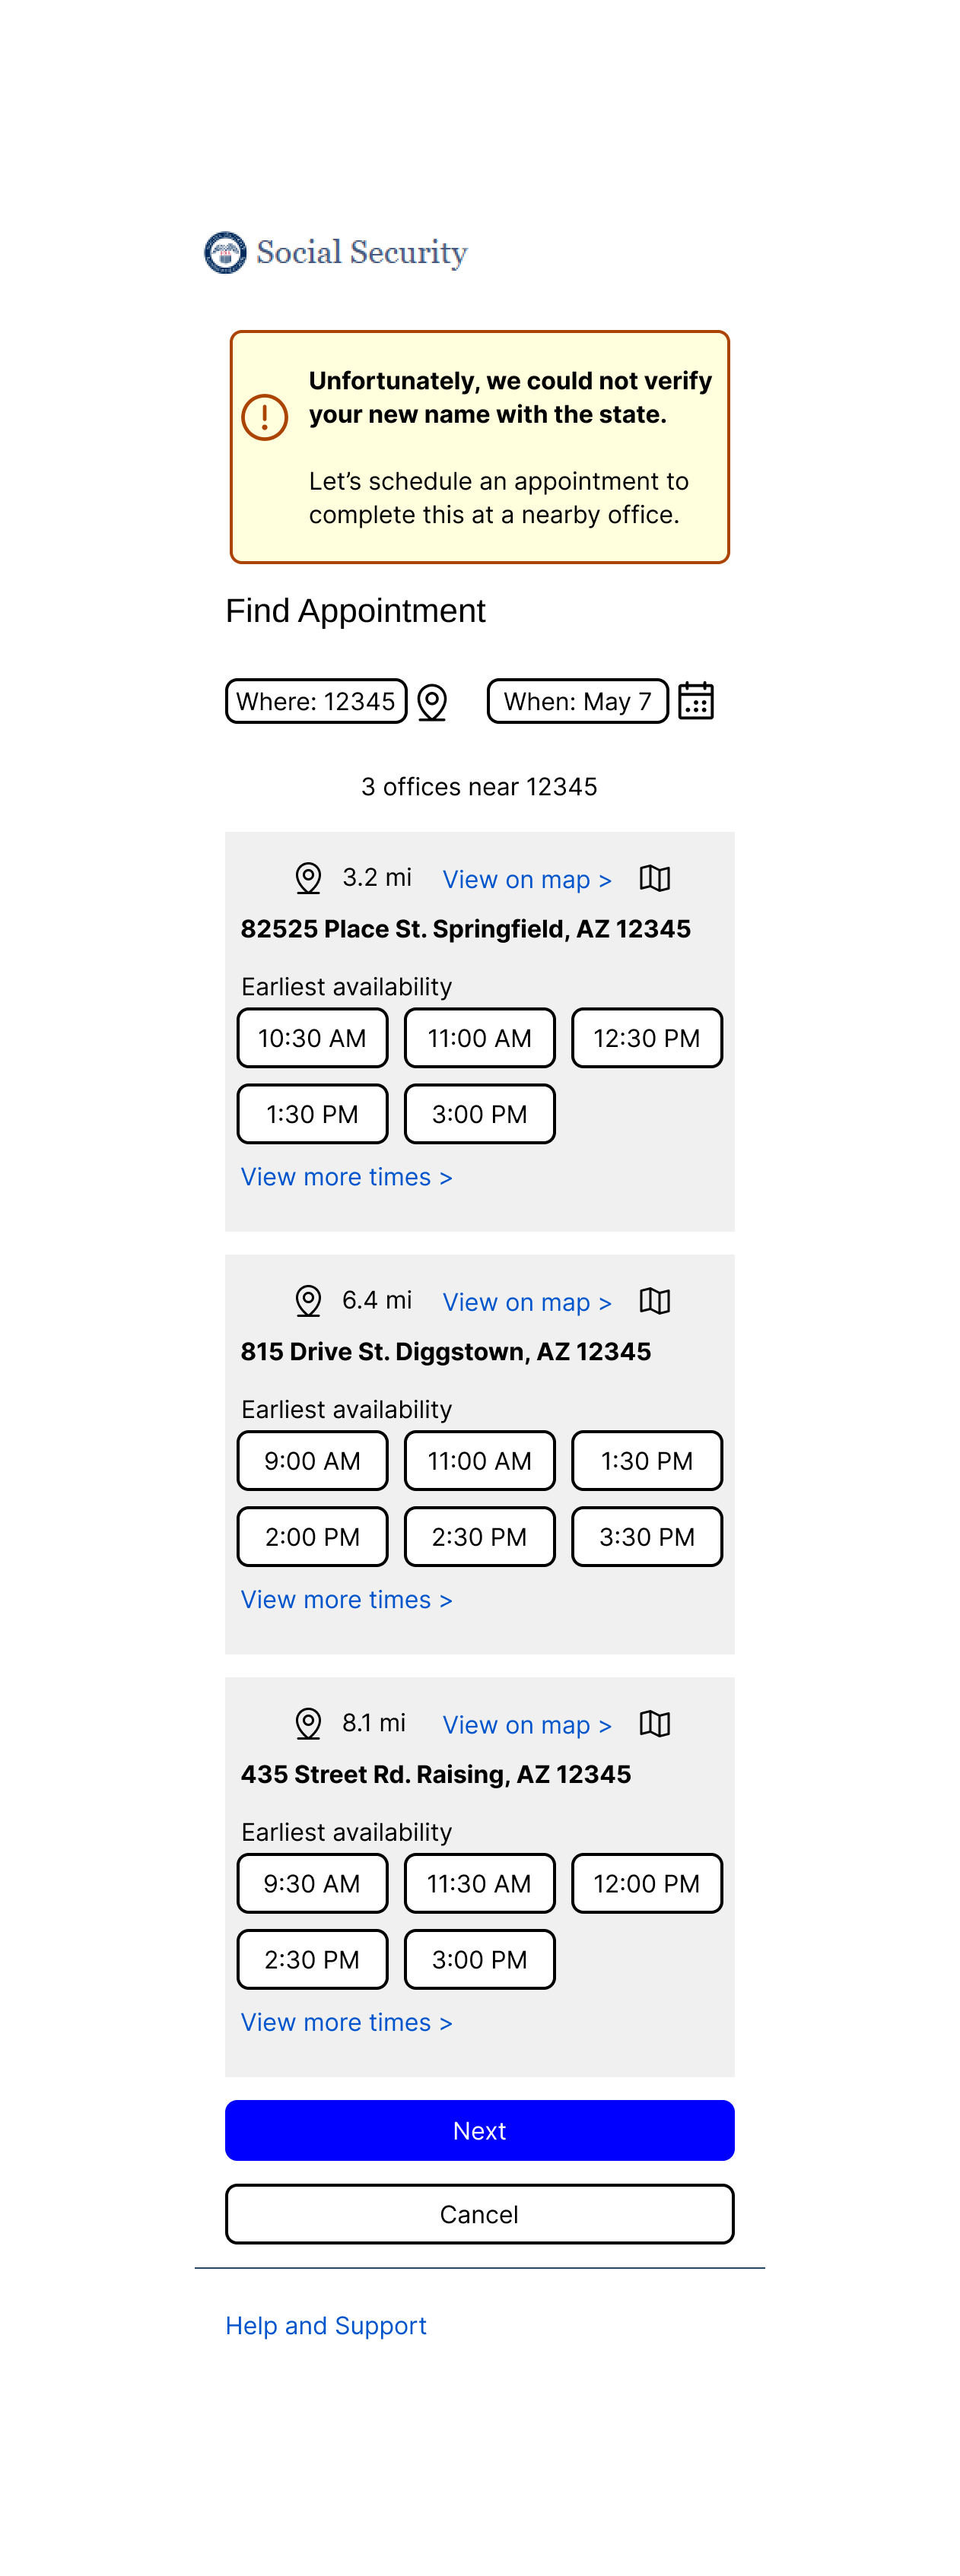 Social Security
Unfortunately, we could not verify
your new name with the state.
Let’s schedule an appointment to
complete this at a nearby office.
Find Appointment
Where: 12345
When: May 7
3 offices near 12345
3.2 mi View on map >
82525 Place St. Springfield, AZ 12345
Earliest availability
10:30 AM 11:00 AM 12:30 PM
1:30 PM 3:00 PM
View more times >
6.4 mi View on map >
815 Drive St. Diggstown, AZ 12345
Earliest availability
9:00 AM 11:00 AM 1:30 PM
2:00 PM 2:30 PM 3:30 PM
View more times >
8.1 mi View on map >
435 Street Rd. Raising, AZ 12345
Earliest availability
9:30 AM 11:30 AM 12:00 PM
2:30 PM 3:00 PM
View more times >
Next
Cancel
Help and Support